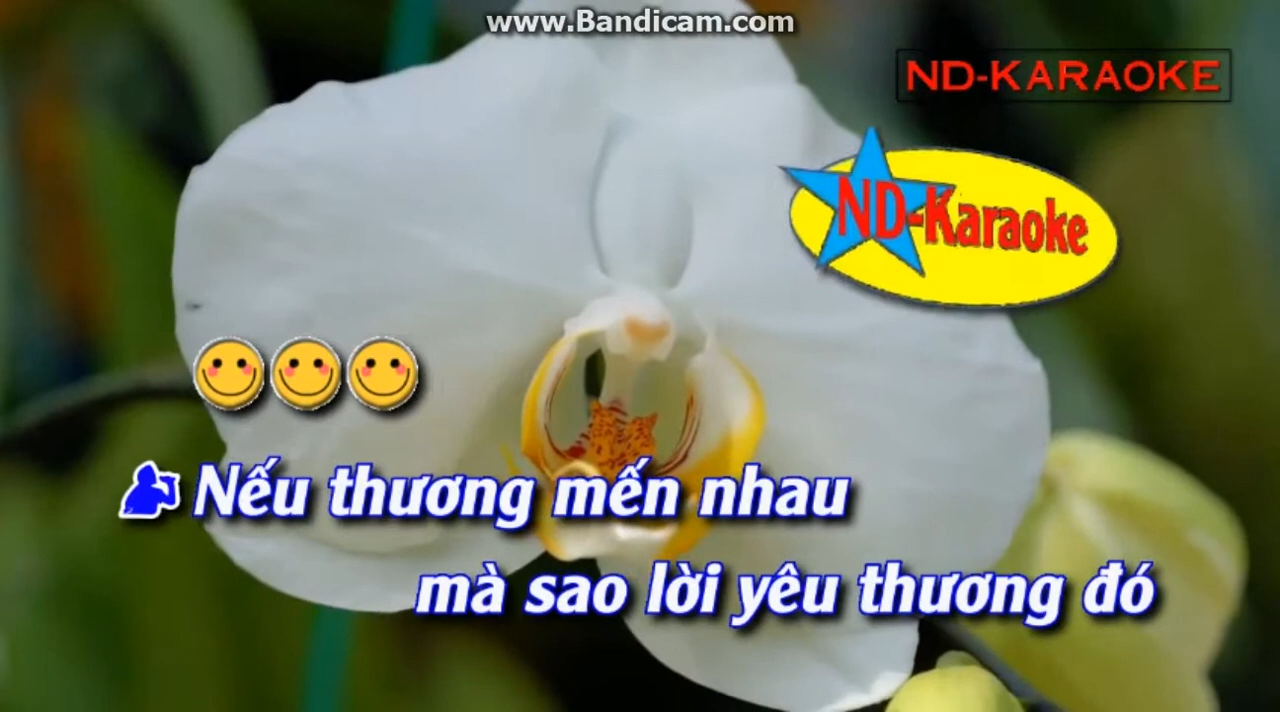 www.Bandicam.com
ND-KARAOKE
ND-Karaoke
Nếu thương mến nhau
mà sao lời yêu thương đó